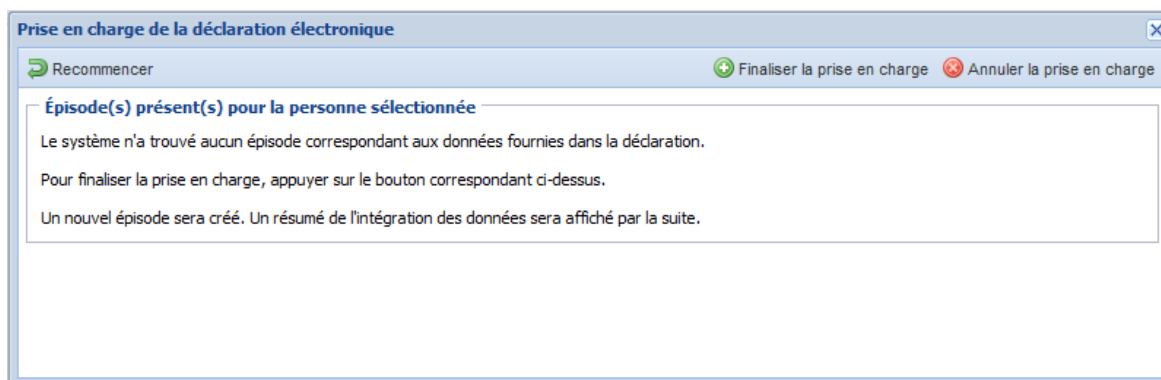 Prise en charge de la déclaration électronique
Recommencer
Finaliser la prise en charge
Annuler la prise en charge
Épisode(s) présent(s) pour la personne sélectionnée
Le système n'a trouvé aucun épisode correspondant aux données fournies dans la déclaration.
Pour finaliser la prise en charge, appuyer sur le bouton correspondant ci-dessus.
Un nouvel épisode sera créé. Un résumé de l'intégration des données sera affiché par la suite.